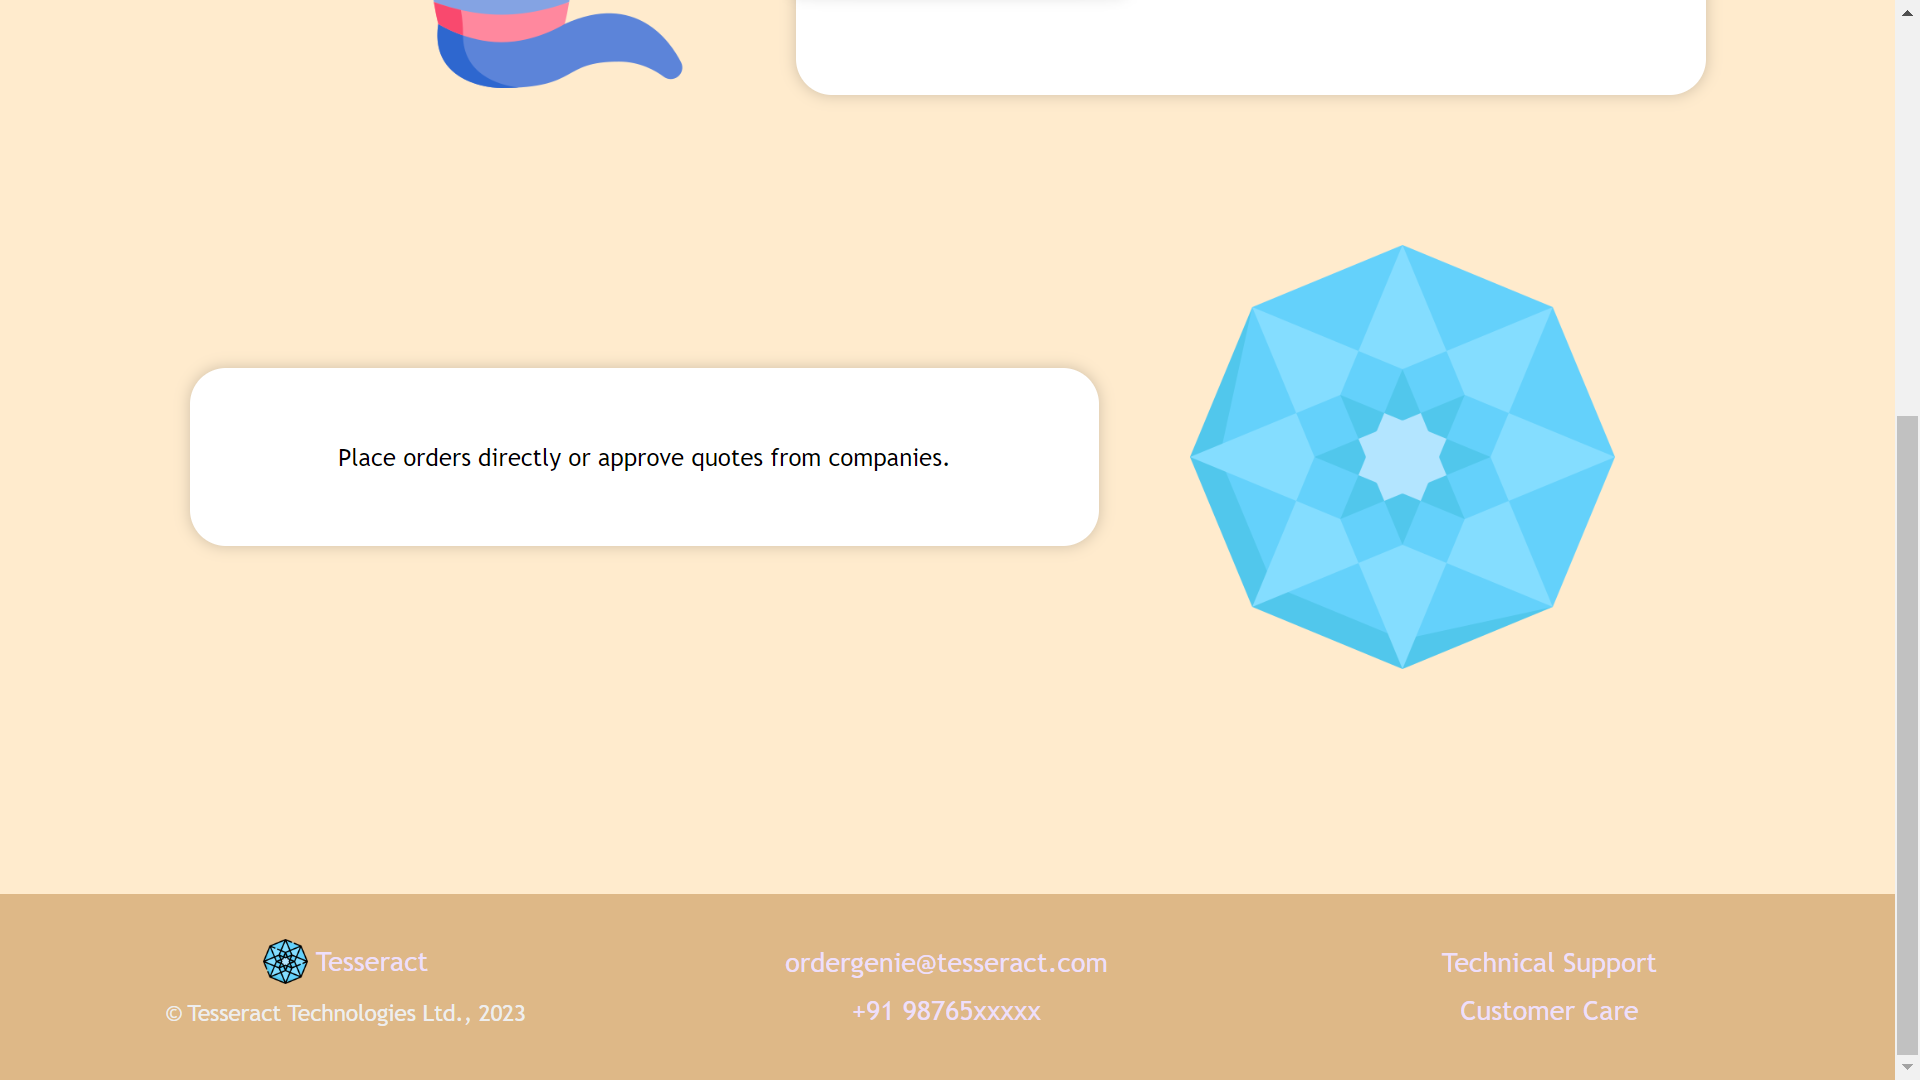 Place orders directly or approve quotes from companies.
Tesseract
© Tesseract Technologies Ltd., 2023
ordergenie@tesseract.com
+91 98765xxxxx
Technical Support
Customer Care